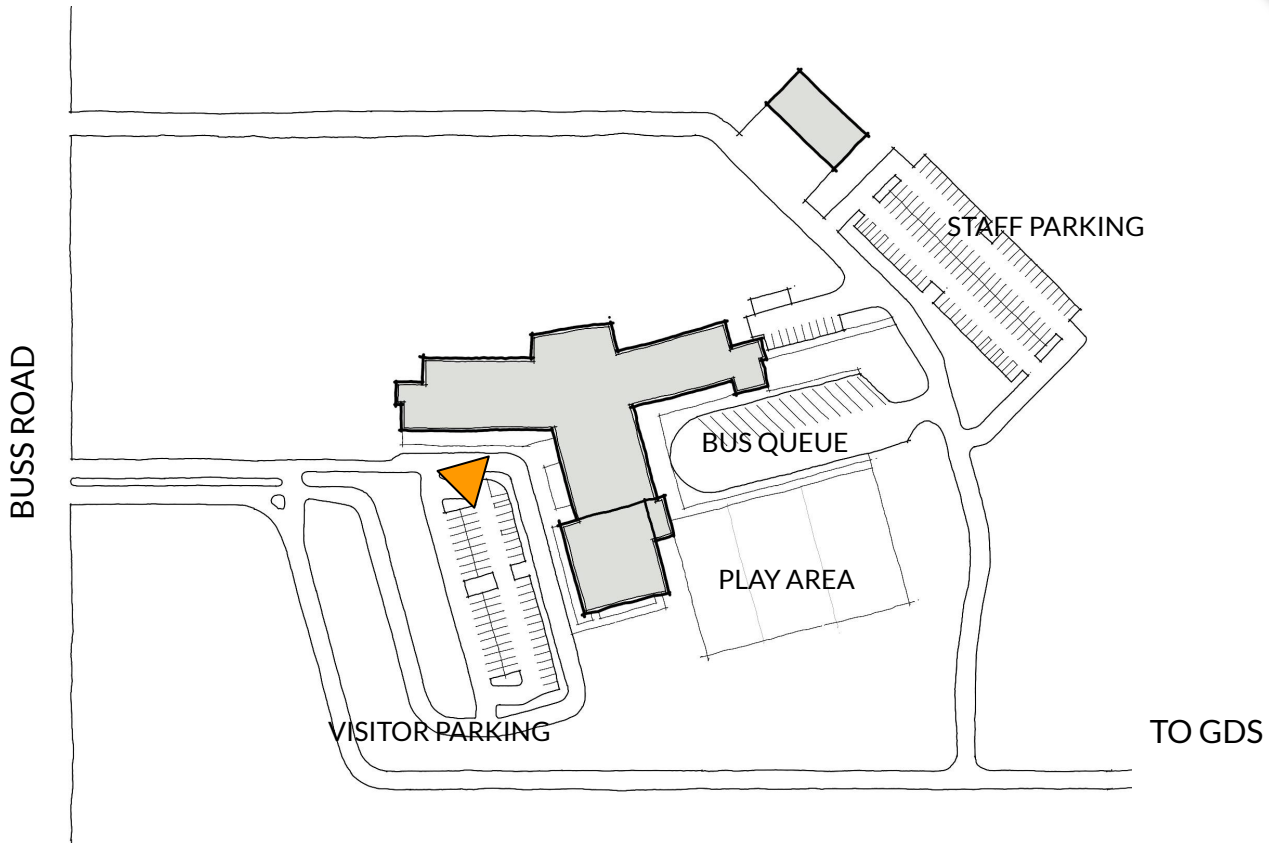 STAFF PARKING
BUSS ROAD
BUS QUEUE
PLAY AREA
VISITOR PARKING
TO GDS